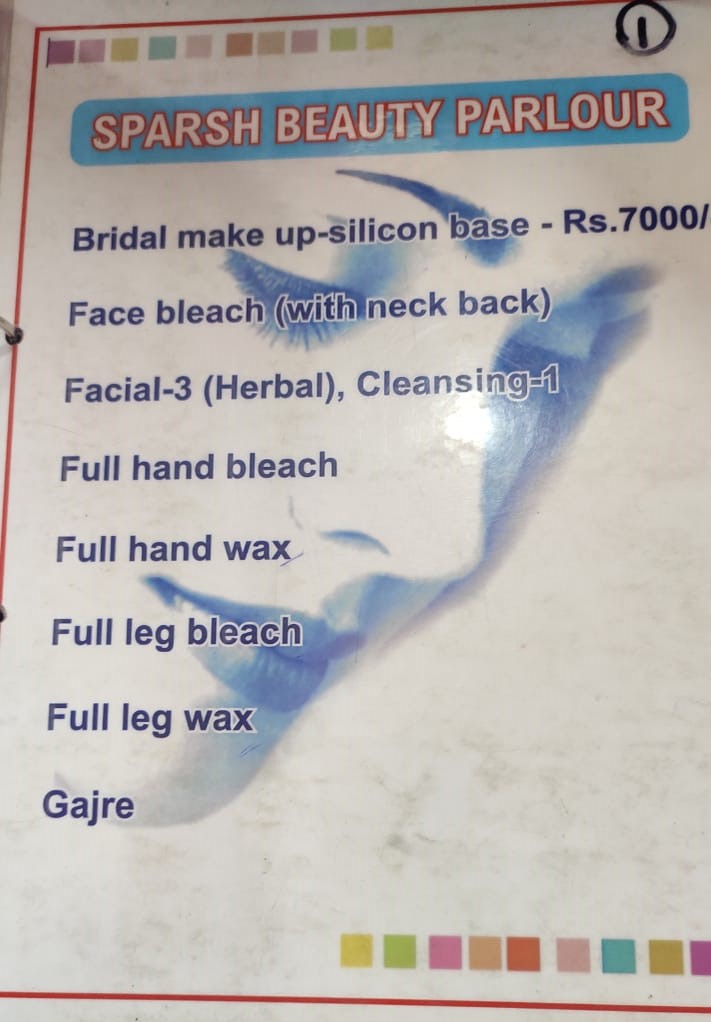 1
SPARSH BEAUTY PARLOUR
Bridal make up-silicon base - Rs.7000/
Face bleach (with neck back)
Facial-3 (Herbal), Cleansing-1
Full hand bleach
Full hand wax
Full leg bleach
Full leg wax
Gajre